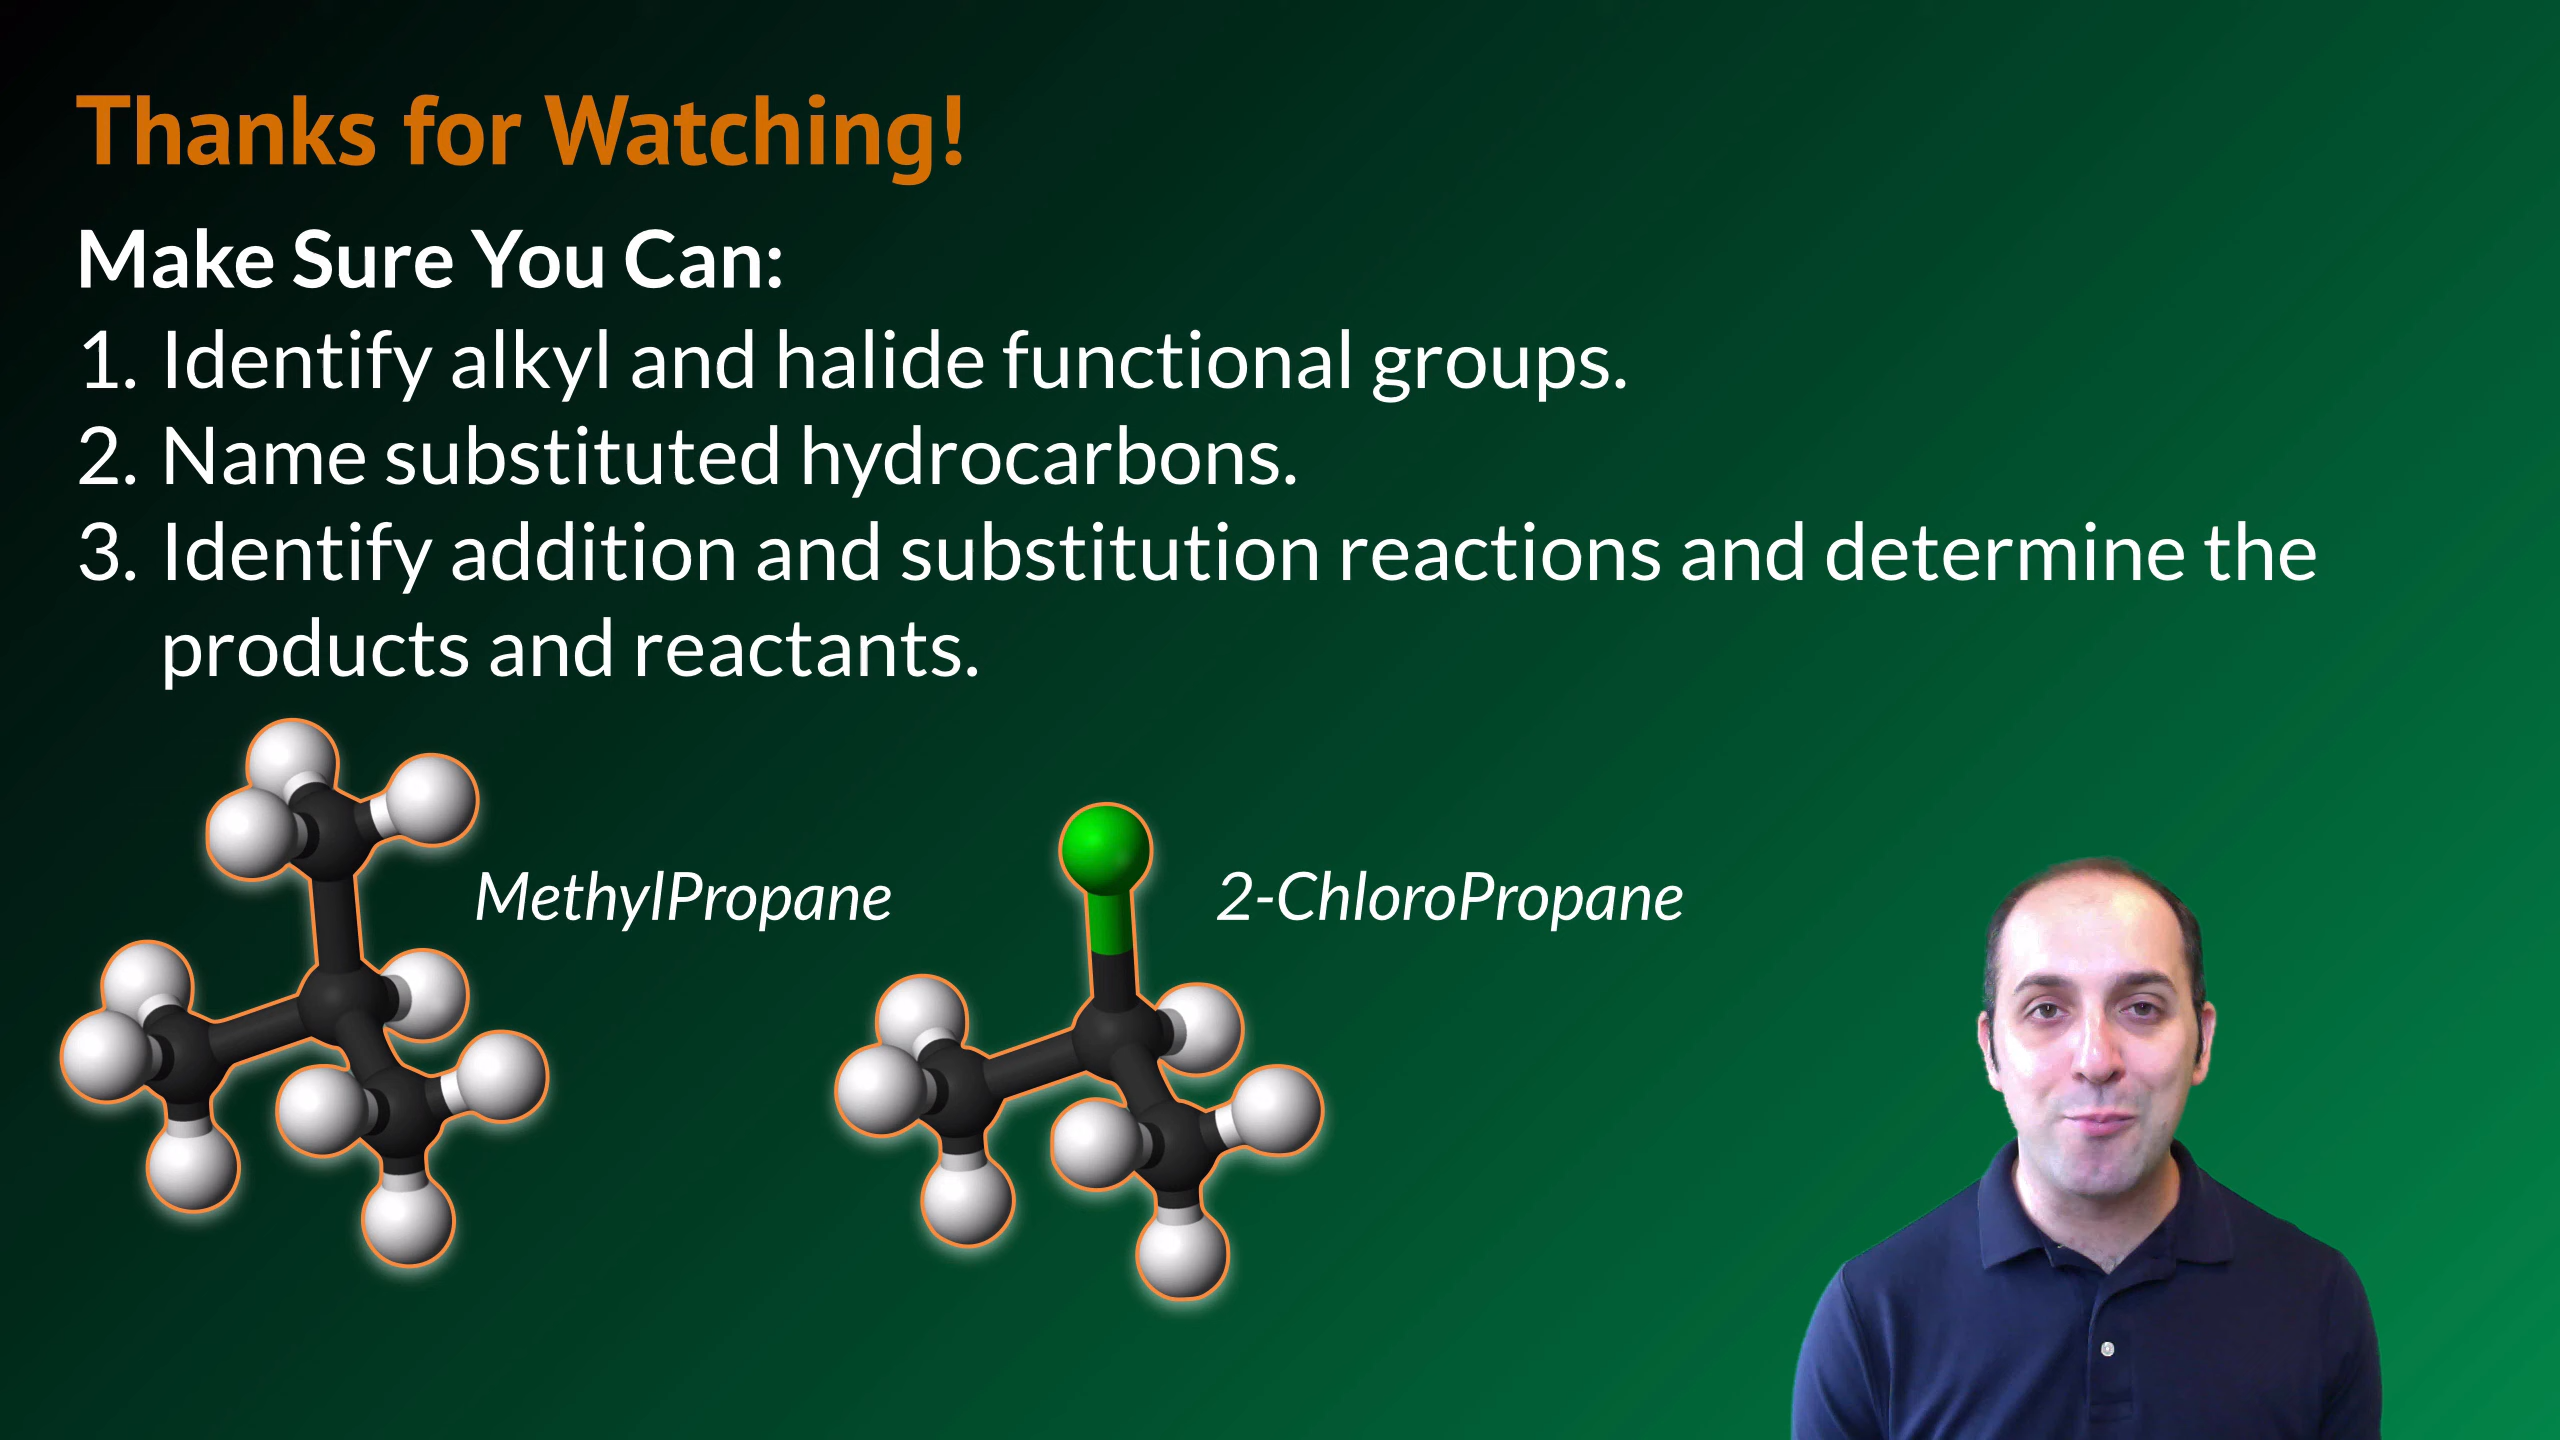 Thanks for Watching!
Make Sure You Can:
1. Identify alkyl and halide functional groups.
2. Name substituted hydrocarbons.
3. Identify addition and substitution reactions and determine the
products and reactants.
MethylPropane
2-ChloroPropane